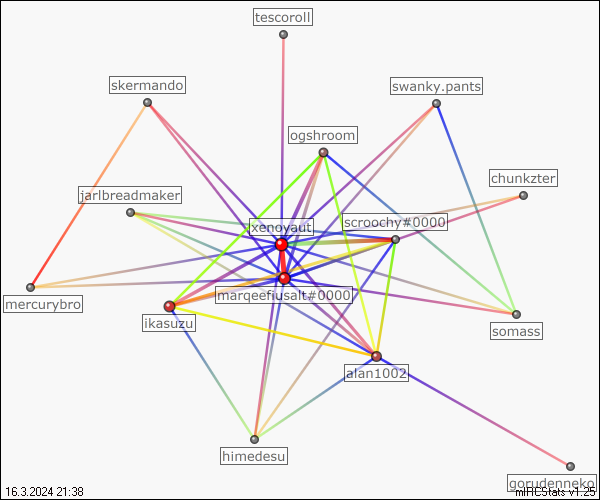 tescoroll
skermando
swanky.pants
ogshroom
chunkzter
jarlbreadmaker
scroochy#0000
xenoyaut
marqeefiusalt#0000
mercurybro
ikasuzu
somass
alan1002
himedesu
gorudenneko
16.3.2024 21:38
mIRCStats v1.25